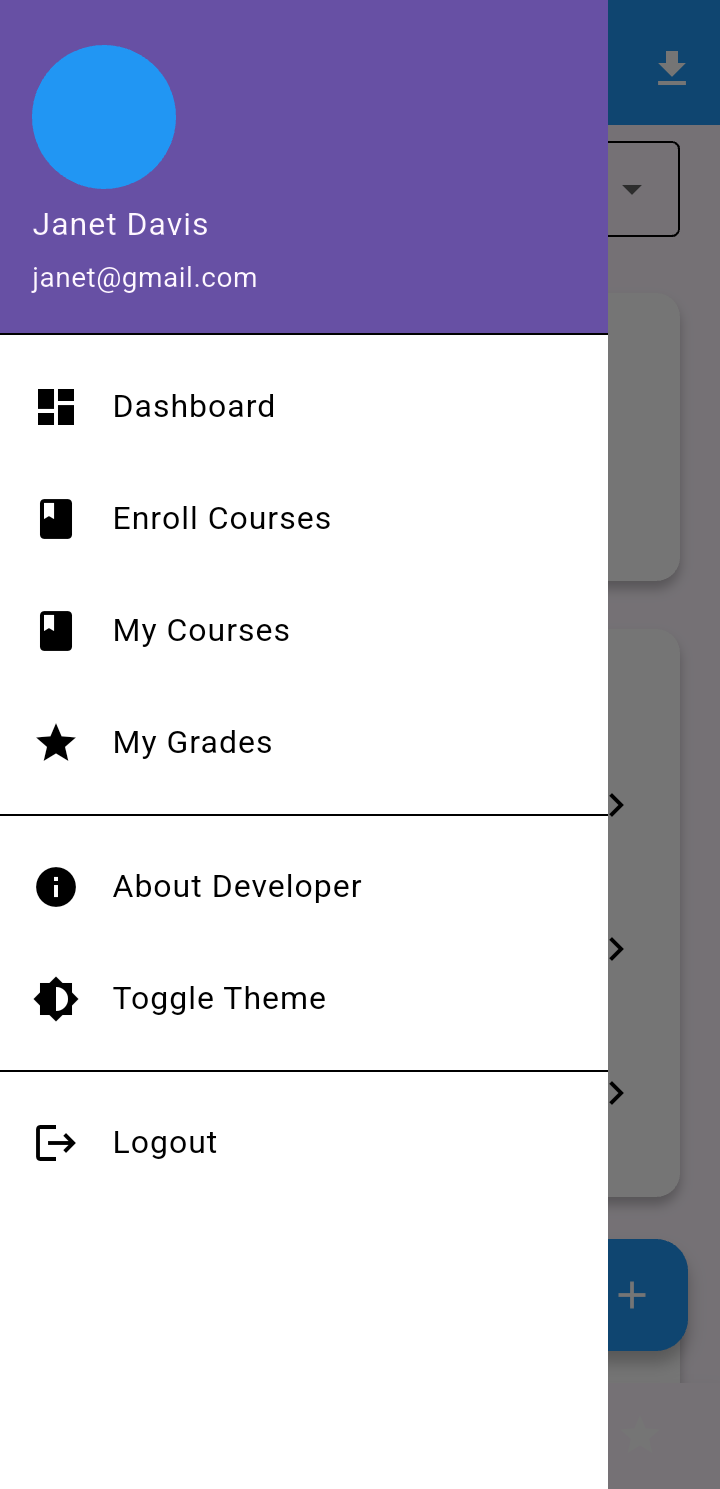 Janet Davis
janet@gmail.com
Dashboard
Enroll Courses
My Courses
My Grades
About Developer
Toggle Theme
Logout